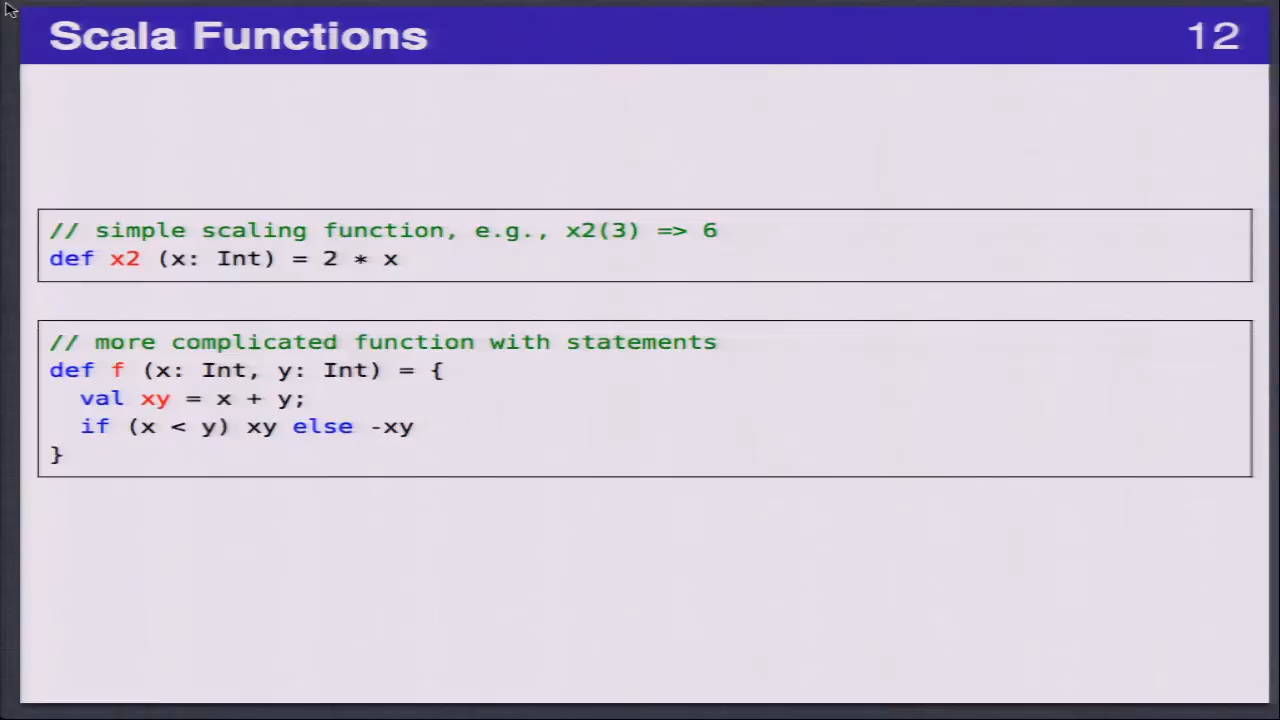 Scala Functions 12
// simple scaling function, e.g., x2(3) => 6
def x2 (x: Int) = 2 * x
// more complicated function with statements
def f (x: Int, y: Int) = {
  val xy = x + y;
  if (x < y) xy else -xy
}